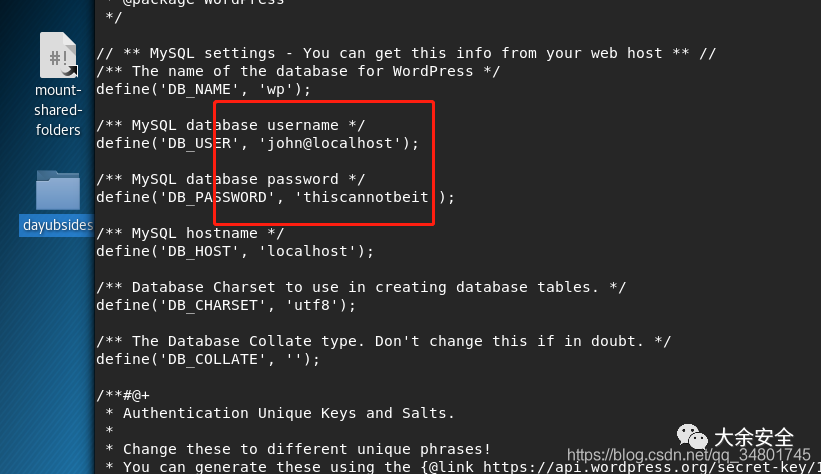 * @package WordPress
*/
// ** MySQL settings - You can get this info from your web host ** //
/** The name of the database for WordPress */
define('DB_NAME', 'wp');
/** MySQL database username */
define('DB_USER', 'john@localhost');
/** MySQL database password */
define('DB_PASSWORD', 'thiscannotbeit');
/** MySQL hostname */
define('DB_HOST', 'localhost');
/** Database Charset to use in creating database tables. */
define('DB_CHARSET', 'utf8');
/** The Database Collate type. Don't change this if in doubt. */
define('DB_COLLATE', '');
/**#@+
* Authentication Unique Keys and Salts.
*
* Change these to different unique phrases!
* You can generate these using the {@link https://api.wordpress.org/secret-key/1
#!
mount-
shared-
folders
dayubsides
大余安全
https://blog.csdn.net/qq_34801745